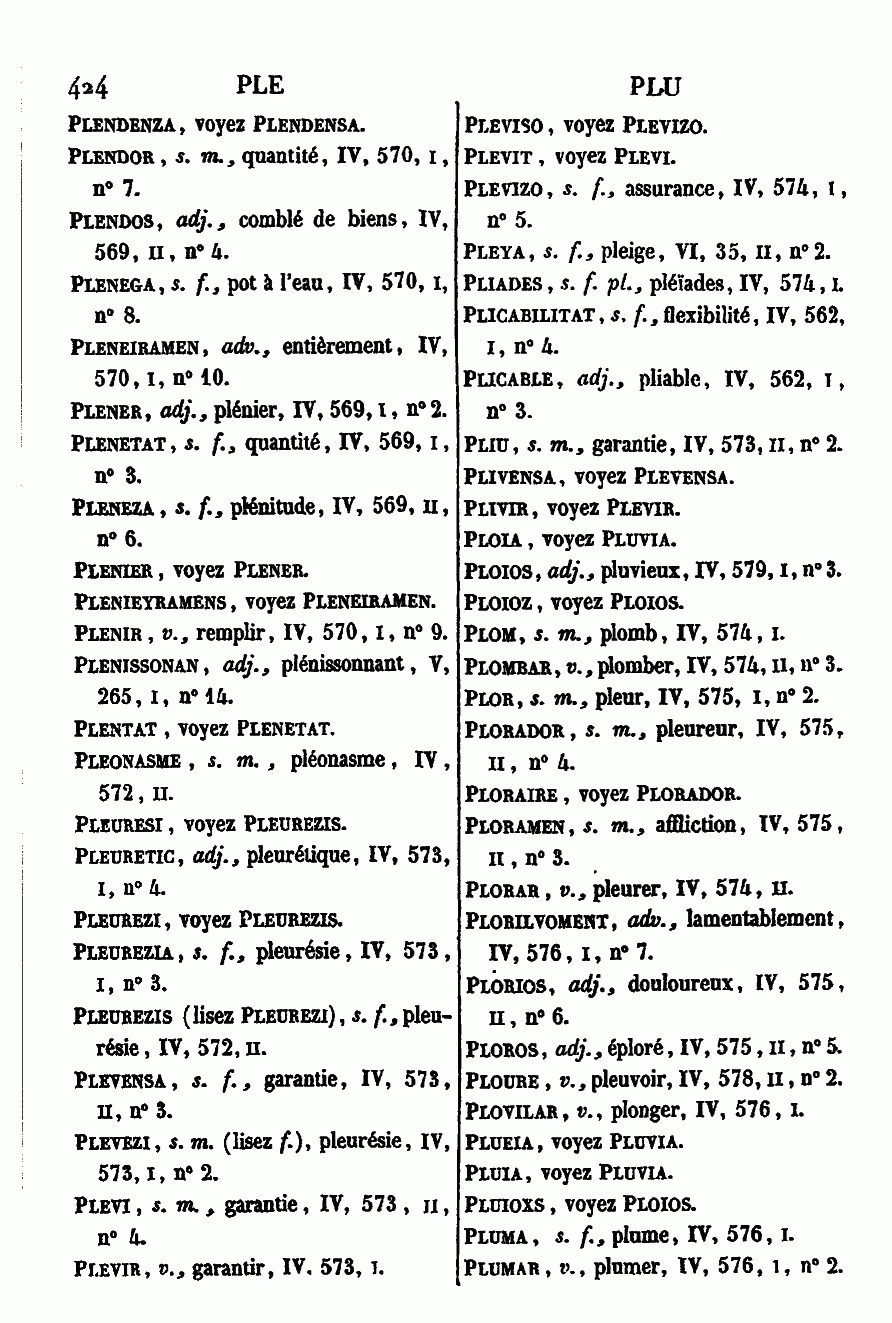 424 PLE PLU
PLENDENZA, voyez PLENDENSA.
PLENDOR, s. m., quantité, IV, 570, I,
n° 7.
PLENDOS, adj., comblé de biens, IV,
569, II, n° 4.
PLENEGA, s. f., pot à l'eau, IV, 570, I,
n° 8.
PLENEIRAMEN, adv., entièrement, IV,
570, I, n° 10.
PLENER, adj., plénier, IV, 569, I, n° 2.
PLENETAT, s. f., quantité, IV, 569, I,
n° 3.
PLENEZA, s. f., plénitude, IV, 569, II,
n° 6.
PLENIER, voyez PLENER.
PLENIEYRAMENS, voyez PLENEIRAMEN.
PLENIR, v., remplir, IV, 570, I, n° 9.
PLENISSONAN, adj., plénissonnant, V,
265, I, n° 14.
PLENTAT, voyez PLENETAT.
PLEONASME, s. m., pléonasme, IV,
572, II.
PLEURESI, voyez PLEUREZIS.
PLEURETIC, adj., pleurétique, IV, 573,
I, n° 4.
PLEUREZI, voyez PLEUREZIS.
PLEUREZIA, s. f., pleurésie, IV, 573,
I, n° 3.
PLEUREZIS (lisez PLEUREZI), s. f., pleu-
résie, IV, 572, II.
PLEVENSA, s. f., garantie, IV, 573,
II, n° 3.
PLEVEZI, s. m. (lisez f.), pleurésie, IV,
573, I, n° 2.
PLEVI, s. m., garantie, IV, 573, II,
n° 4.
PLEVIR, v., garantir, IV. 573, I.
PLEVISO, voyez PLEVIZO.
PLEVIT, voyez PLEVI.
PLEVIZO, s. f., assurance, IV, 574, I,
n° 5.
PLEYA, s. f., pleige, VI, 35, II, n° 2.
PLIADES, s. f. pl., pléïades, IV, 574, I.
PLICABILITAT, s. f., flexibilité, IV, 562,
I, n° 4.
PLICABLE, adj., pliable, IV, 562, I,
n° 3.
PLIU, s. m., garantie, IV, 573, II, n° 2.
PLIVENSA, voyez PLEVENSA.
PLIVIR, voyez PLEVIR.
PLOIA, voyez PLUVIA.
PLOIOS, adj., pluvieux, IV, 579, I, n° 3.
PLOIOZ, voyez PLOIOS.
PLOM, s. m., plomb, IV, 574, I.
PLOMBAR, v., plomber, IV, 574, II, n° 3.
PLOR, s. m., pleur, IV, 575, I, n° 2.
PLORADOR, s. m., pleureur, IV, 575,
II, n° 4.
PLORAIRE, voyez PLORADOR.
PLORAMEN, s. m., affliction, IV, 575,
II, n° 3.
PLORAR, v., pleurer, IV, 574, II.
PLORILVOMENT, adv., lamentablement,
IV, 576, I, n° 7.
PLORIOS, adj., douloureux, IV, 575,
II, n° 6.
PLOROS, adj., éploré, IV, 575, II, n° 5.
PLOURE, v., pleuvoir, IV, 578, II, n° 2.
PLOVILAR, v., plonger, IV, 576, I.
PLUEIA, voyez PLUVIA.
PLUIA, voyez PLUVIA.
PLUIOXS, voyez PLOIOS.
PLUMA, s. f., plume, IV, 576, I.
PLUMAR, v., plumer, IV, 576, I, n° 2.